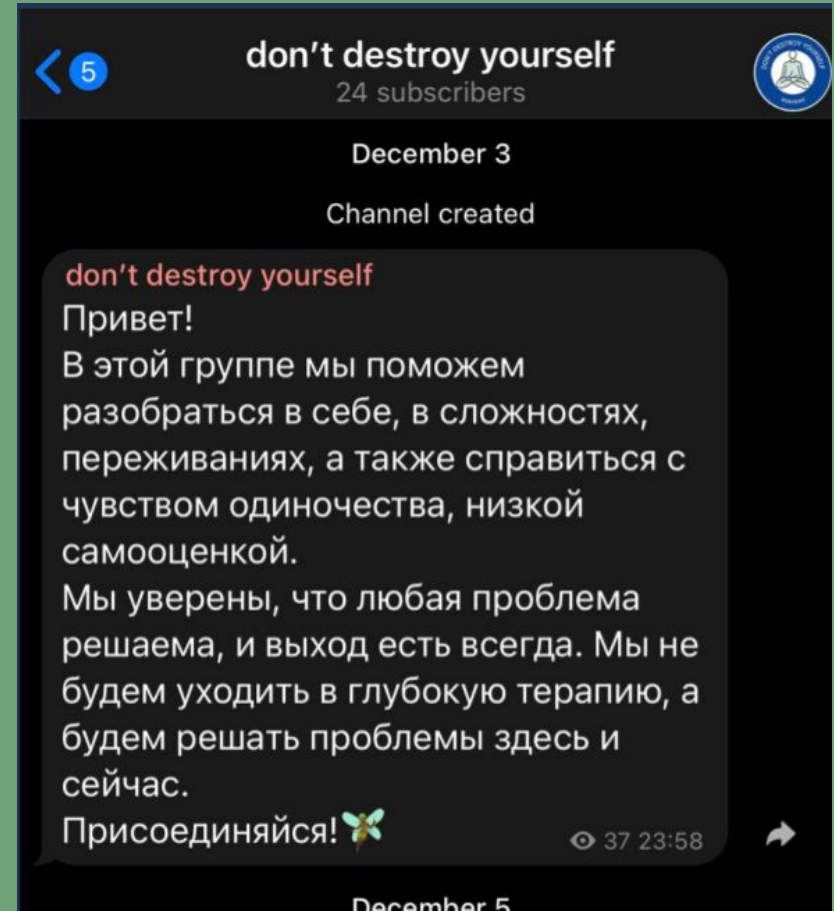 5
don't destroy yourself
24 subscribers
December 3
Channel created
don't destroy yourself
Привет!
В этой группе мы поможем
разобраться в себе, в сложностях,
переживаниях, а также справиться с
чувством одиночества, низкой
самооценкой.
Мы уверены, что любая проблема
решаема, и выход есть всегда. Мы не
будем уходить в глубокую терапию, а
будем решать проблемы здесь и
сейчас.
Присоединяйся!
37 23:58
December 5